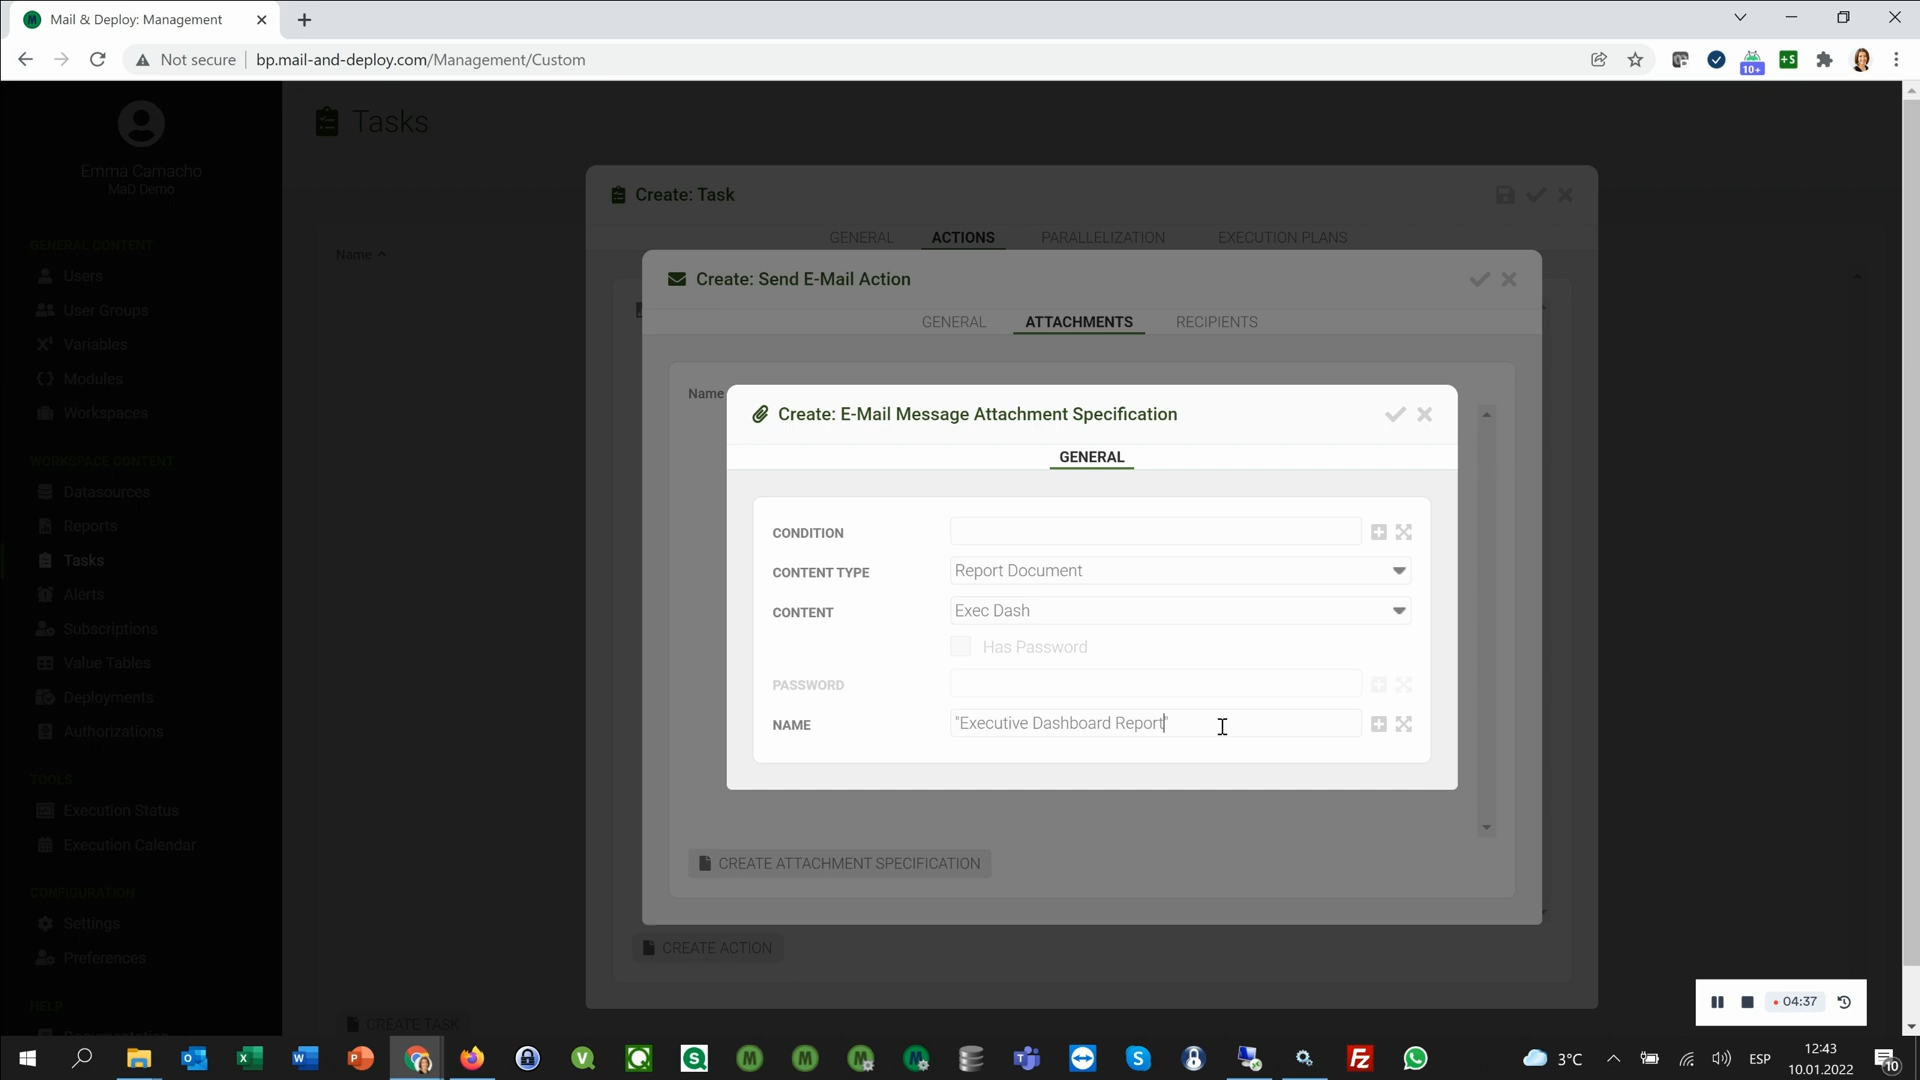 Mail & Deploy: Management
Not secure
bp.mail-and-deploy.com/Management/Custom
10+
+S
Emma Camacho
MaD Demo
GENERAL CONTENT
Users
User Groups
Variables
Modules
Workspaces
WORKSPACE CONTENT
Datasources
Reports
Tasks
Alerts
Subscriptions
Value Tables
Deployments
Authorizations
TOOLS
Execution Status
Execution Calendar
CONFIGURATION
Settings
Preferences
HELP
Documentation
Tasks
Name
CREATE TASK
Create: Task
GENERAL
ACTIONS
PARALLELIZATION
EXECUTION PLANS
CREATE ACTION
Create: Send E-Mail Action
GENERAL
ATTACHMENTS
RECIPIENTS
Name
CREATE ATTACHMENT SPECIFICATION
Create: E-Mail Message Attachment Specification
GENERAL
CONDITION
CONTENT TYPE
Report Document
CONTENT
Exec Dash
Has Password
PASSWORD
NAME
"Executive Dashboard Report"
04:37
3°C
ESP
12:43
10.01.2022
10